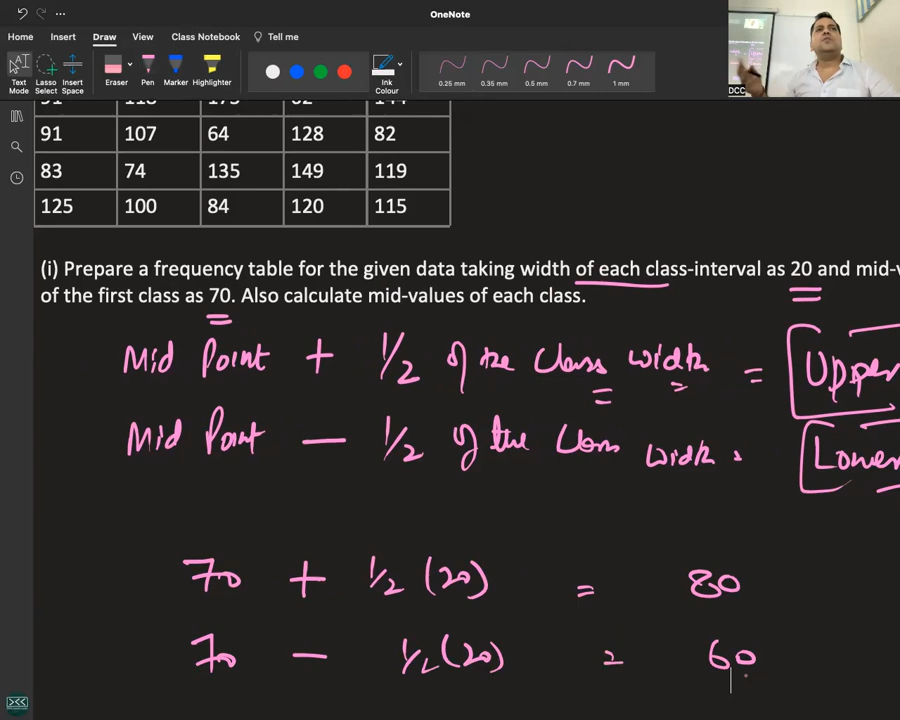 OneNote
Home Insert Draw View Class Notebook Tell me
Text Mode Lasso Select Insert Space Eraser Pen Marker Highlighter Ink Colour 0.25 mm 0.35 mm 0.5 mm 0.7 mm 1 mm
DCC
91 107 64 128 82
83 74 135 149 119
125 100 84 120 115
(i) Prepare a frequency table for the given data taking width of each class-interval as 20 and mid-v
of the first class as 70. Also calculate mid-values of each class.
Mid Point + 1/2 of the Class width = Upper
Mid Point — 1/2 of the Class width = Lower
70 + 1/2 (20) = 80
70 — 1/2 (20) = 60